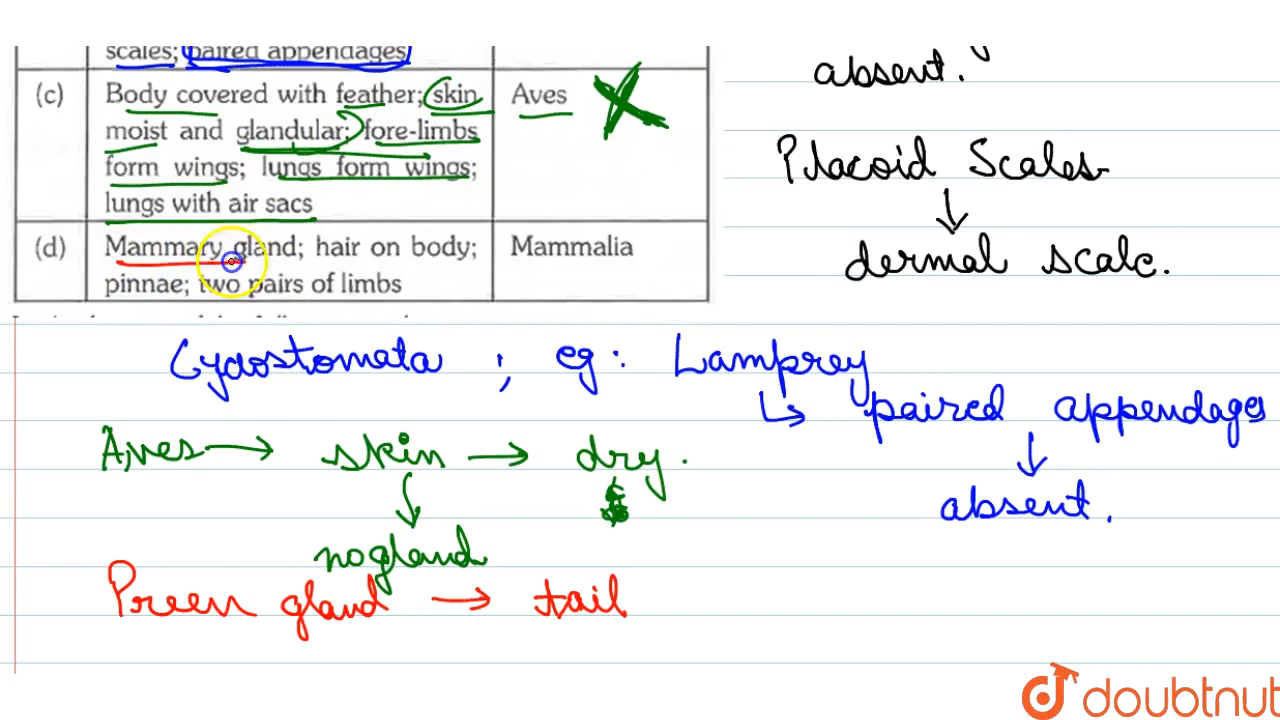 scales; paired appendages
(c) Body covered with feather; skin Aves
moist and glandular; fore-limbs
form wings; lungs form wings;
lungs with air sacs
(d) Mammary gland; hair on body; Mammalia
pinnae; two pairs of limbs
absent.
Placoid Scales
dermal scale.
Cyclostomata ; eg: Lamprey
paired appendages
absent.
Aves → skin → dry.
no gland
Preen gland → tail
doubtnut